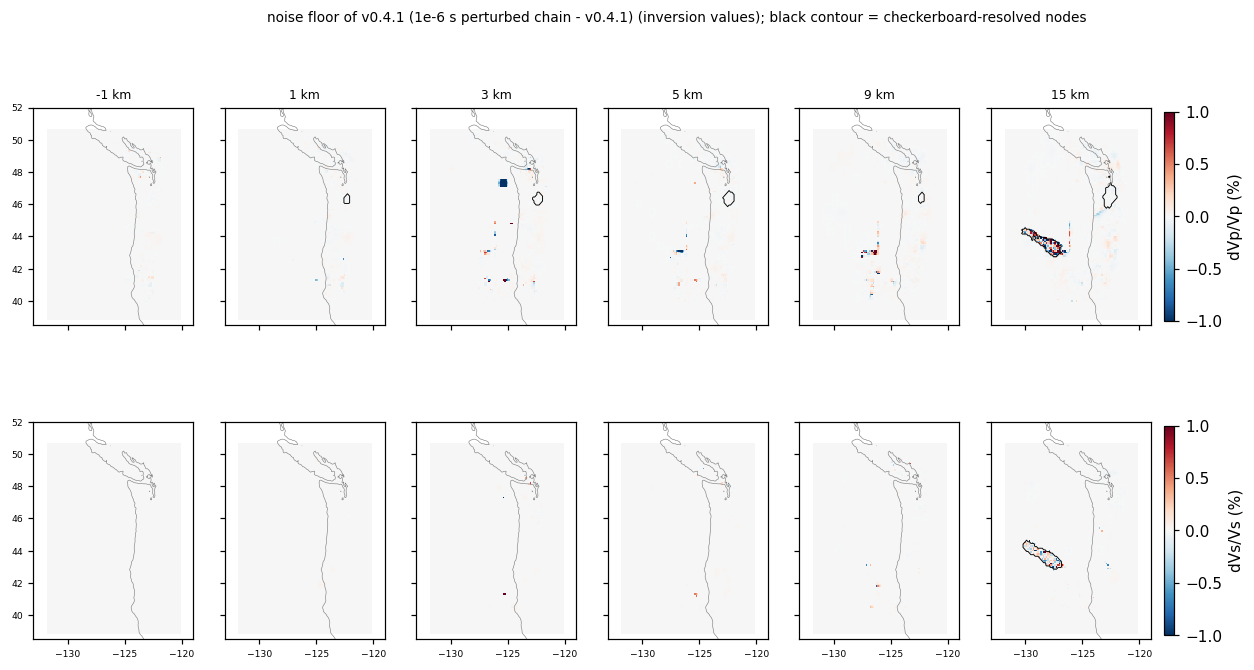 noise floor of v0.4.1 (1e-6 s perturbed chain - v0.4.1) (inversion values); black contour = checkerboard-resolved nodes
-1 km
1 km
3 km
5 km
9 km
15 km
52
50
48
46
44
42
40
1.0
0.5
0.0
−0.5
−1.0
dVp/Vp (%)
52
50
48
46
44
42
40
−130 −125 −120
−130 −125 −120
−130 −125 −120
−130 −125 −120
−130 −125 −120
−130 −125 −120
1.0
0.5
0.0
−0.5
−1.0
dVs/Vs (%)